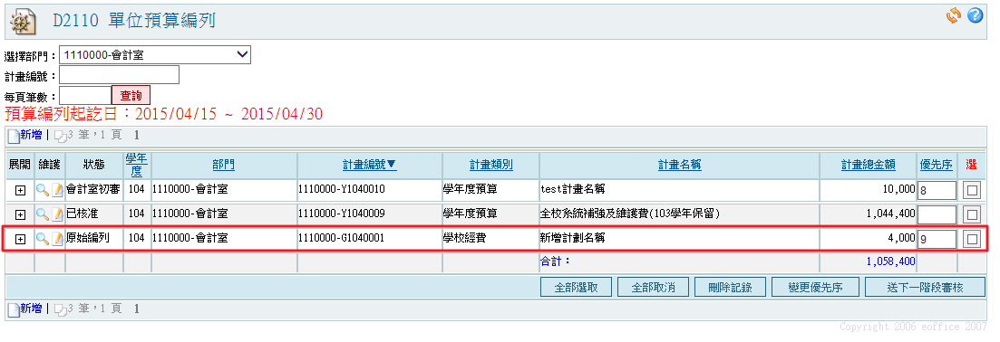 D2110 單位預算編列
選擇部門：1110000-會計室
計畫編號：
每頁筆數：查詢
預算編列起訖日：2015/04/15 ~ 2015/04/30
新增 | 3 筆，1 頁 1
展開 維護 狀態 學年度 部門 計畫編號▼ 計畫類別 計畫名稱 計畫總金額 優先序 選
會計室初審 104 1110000-會計室 1110000-Y1040010 學年度預算 test計畫名稱 10,000 8
已核准 104 1110000-會計室 1110000-Y1040009 學年度預算 全校系統補強及維護費(103學年保留) 1,044,400
原始編列 104 1110000-會計室 1110000-G1040001 學校經費 新增計劃名稱 4,000 9
合計： 1,058,400
全部選取 全部取消 刪除記錄 變更優先序 送下一階段審核
新增 | 3 筆，1 頁 1
Copyright 2006 eoffice 2007